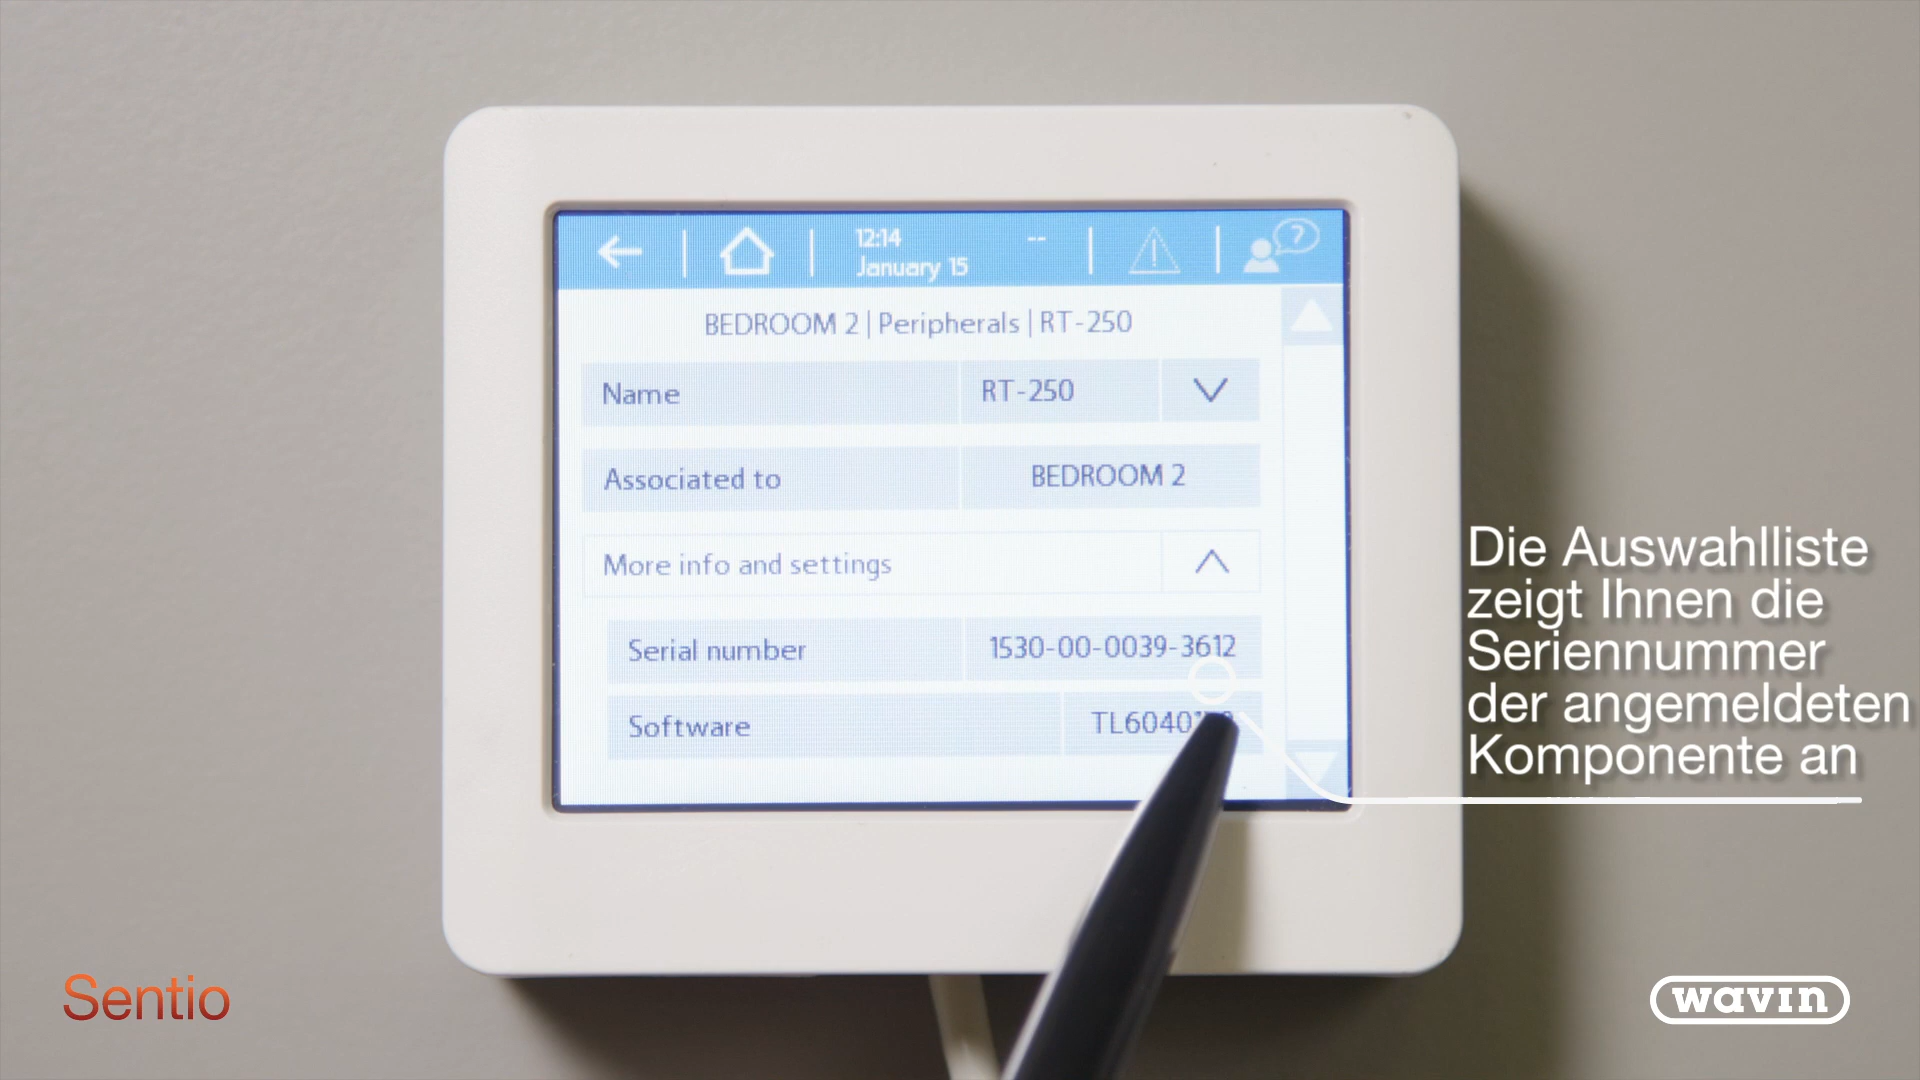 12:14
--
January 15
?
BEDROOM 2 | Peripherals | RT-250
Name
RT-250
Associated to
BEDROOM 2
More info and settings
Serial number
1530-00-0039-3612
Software
Die Auswahlliste
zeigt Ihnen die
Seriennummer
der angemeldeten
Komponente an
Sentio
wavin